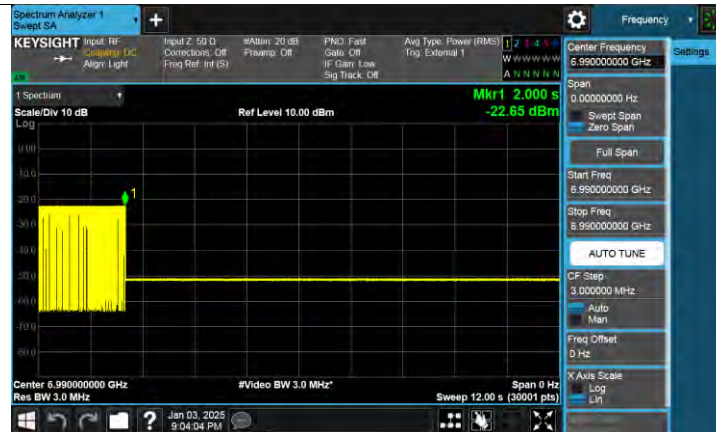 Spectrum Analyzer 1
Swept SA
+
Frequency
KEYSIGHT
Input: RF
Coupling: DC
Align: Light
Input Z: 50 Ω
Corrections: Off
Freq Ref: Int (S)
#Atten: 20 dB
Preamp: Off
PNO: Fast
Gate: Off
IF Gain: Low
Sig Track: Off
Avg Type: Power (RMS)
Trig: External 1
1 2 3 4 5 6
W W W W W W
A N N N N N
1 Spectrum
Scale/Div 10 dB
Ref Level 10.00 dBm
Mkr1 2.000 s
-22.65 dBm
Log
0.00
-10.0
-20.0
-30.0
-40.0
-50.0
-60.0
-70.0
-80.0
1
Center 6.990000000 GHz
Res BW 3.0 MHz
#Video BW 3.0 MHz*
Span 0 Hz
Sweep 12.00 s (30001 pts)
Center Frequency
6.990000000 GHz
Settings
Span
0.00000000 Hz
Swept Span
Zero Span
Full Span
Start Freq
6.990000000 GHz
Stop Freq
6.990000000 GHz
AUTO TUNE
CF Step
3.000000 MHz
Auto
Man
Freq Offset
0 Hz
X Axis Scale
Log
Lin
?
Jan 03, 2025
9:04:04 PM